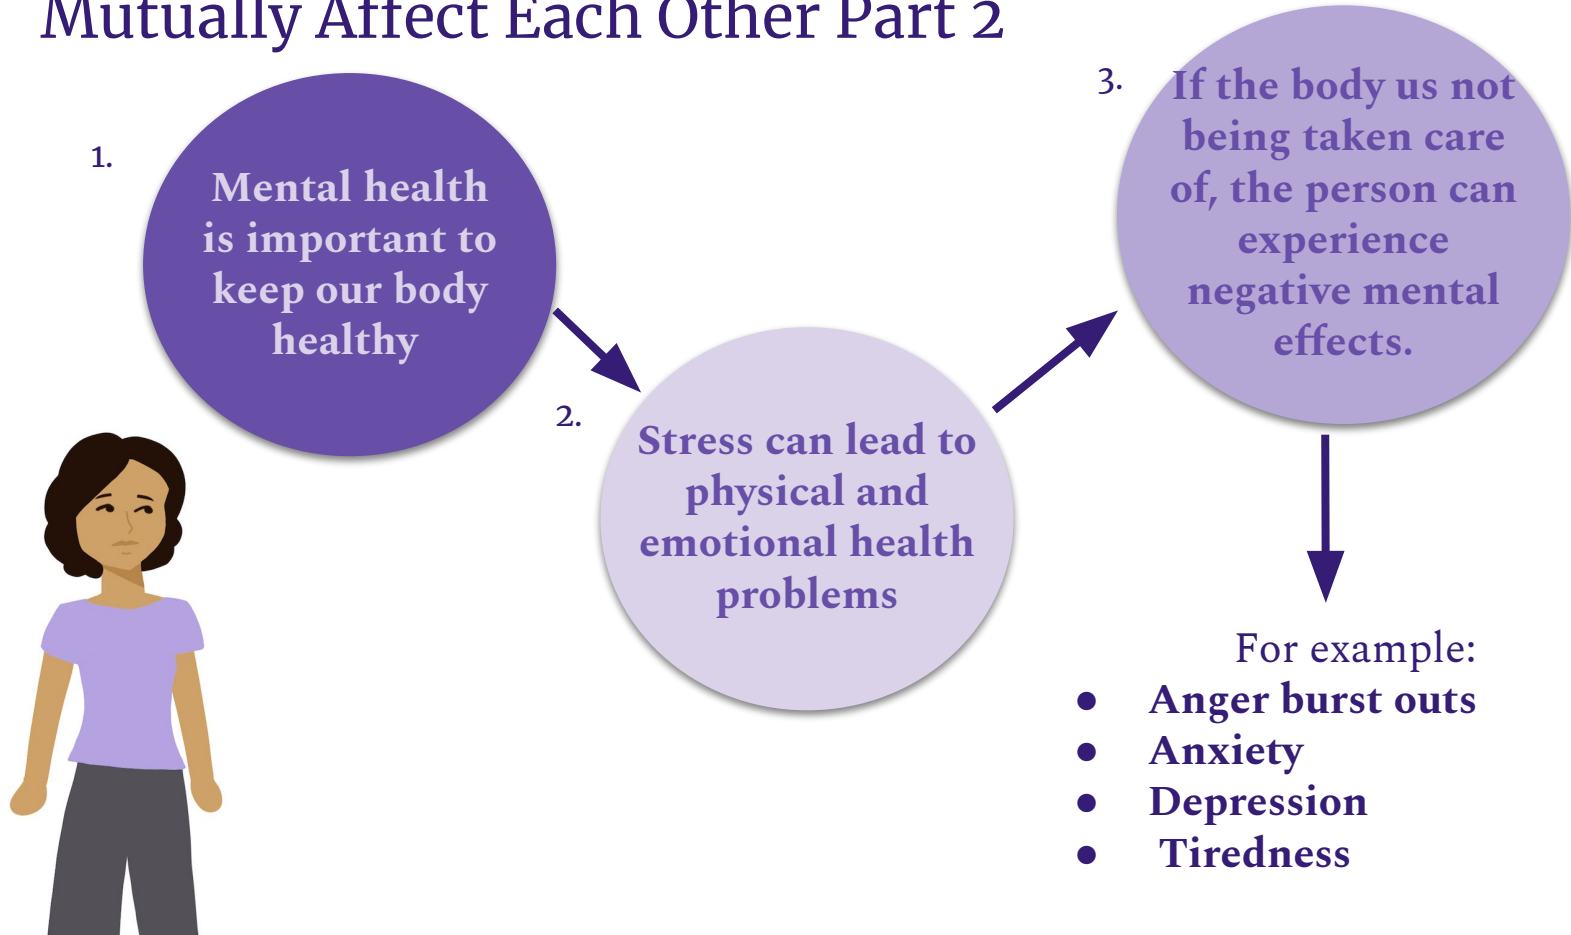 Mutually Affect Each Other Part 2
1.
Mental health
is important to
keep our body
healthy
2.
Stress can lead to
physical and
emotional health
problems
3.
If the body us not
being taken care
of, the person can
experience
negative mental
effects.
For example:
● Anger burst outs
● Anxiety
● Depression
● Tiredness